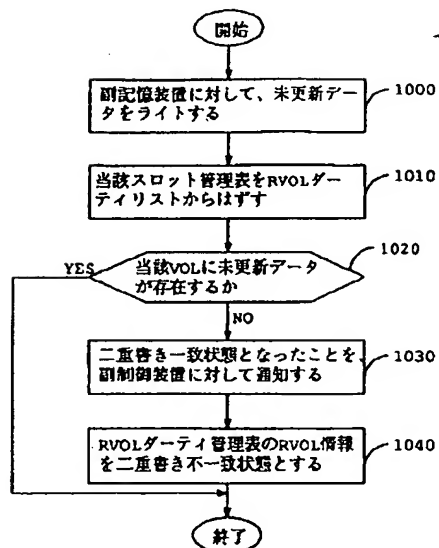 開始
副記憶装置に対して、未更新デー
タをライトする
1000
当該スロット管理表をRVOLダー
ティリストからはずす
1010
当該VOLに未更新データ
が存在するか
1020
YES
NO
二重書き一致状態となったことを
副制御装置に対して通知する
1030
RVOLダーティ管理表のRVOL情報
を二重書き不一致状態とする
1040
終了